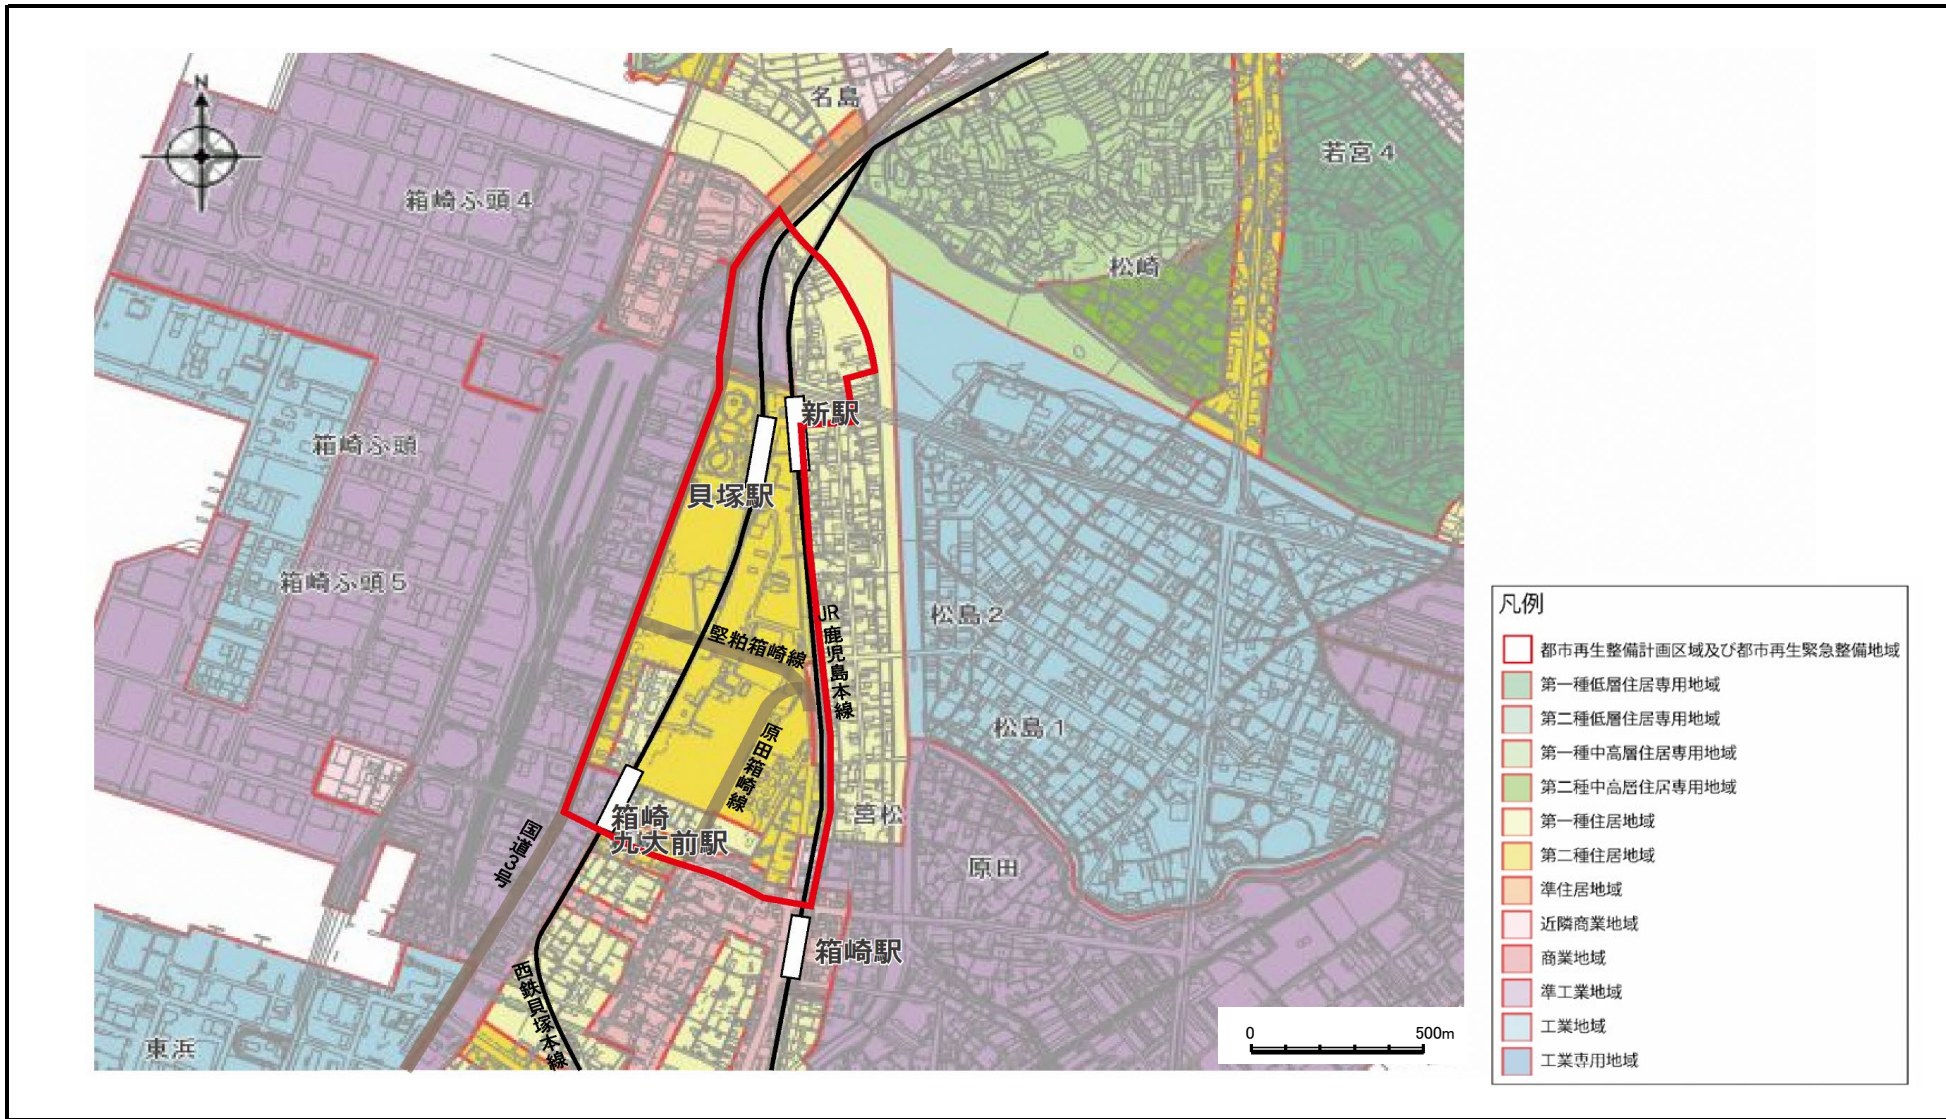 N
名島
若宮4
箱崎ふ頭4
松崎
新駅
箱崎ふ頭
貝塚駅
箱崎ふ頭5
堅粕箱崎線
JR鹿児島本線
松島2
松島1
原田箱崎線
箱崎
九大前駅
宮松
国道3号
原田
箱崎駅
西鉄貝塚本線
東浜
0 500m
凡例
都市再生整備計画区域及び都市再生緊急整備地域
第一種低層住居専用地域
第二種低層住居専用地域
第一種中高層住居専用地域
第二種中高層住居専用地域
第一種住居地域
第二種住居地域
準住居地域
近隣商業地域
商業地域
準工業地域
工業地域
工業専用地域